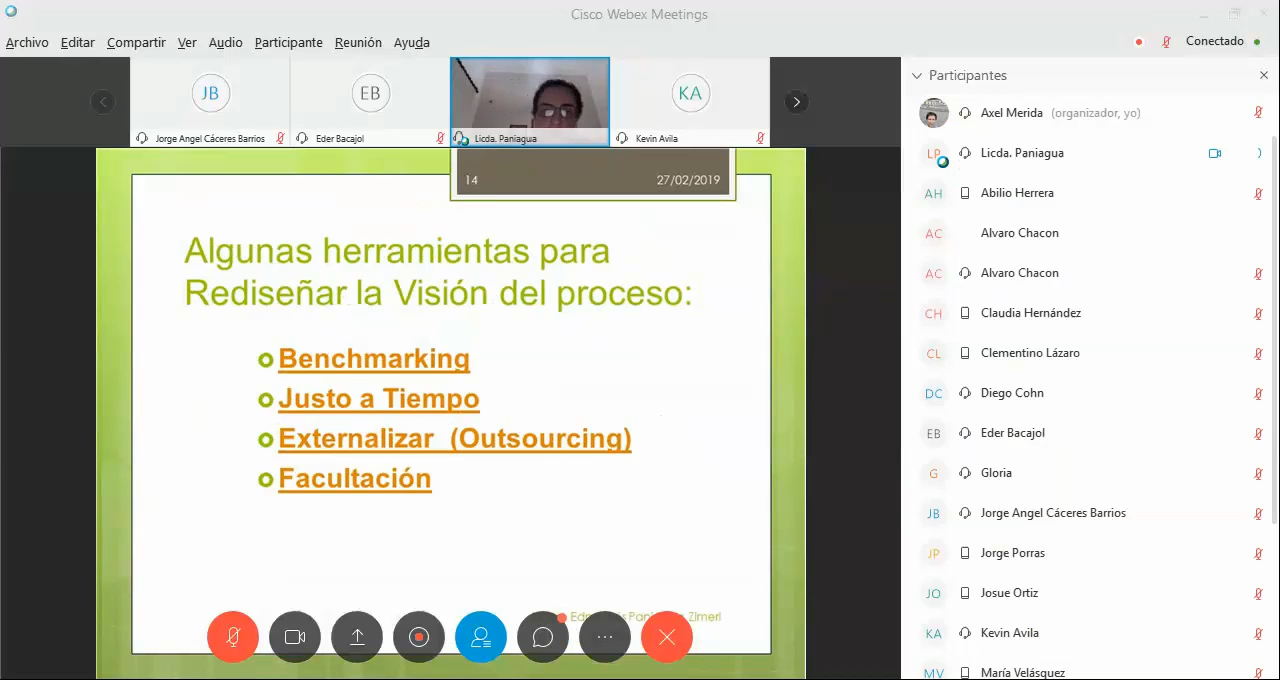 Cisco Webex Meetings
Archivo Editar Compartir Ver Audio Participante Reunión Ayuda
Conectado
JB
EB
KA
Jorge Angel Cáceres Barrios
Eder Bacajol
Licda. Paniagua
Kevin Avila
14 27/02/2019
Algunas herramientas para
Rediseñar la Visión del proceso:
Benchmarking
Justo a Tiempo
Externalizar (Outsourcing)
Facultación
Zimeri
Participantes
Axel Merida (organizador, yo)
LP Licda. Paniagua
AH Abilio Herrera
AC Alvaro Chacon
AC Alvaro Chacon
CH Claudia Hernández
CL Clementino Lázaro
DC Diego Cohn
EB Eder Bacajol
G Gloria
JB Jorge Angel Cáceres Barrios
JP Jorge Porras
JO Josue Ortiz
KA Kevin Avila
MV María Velásquez